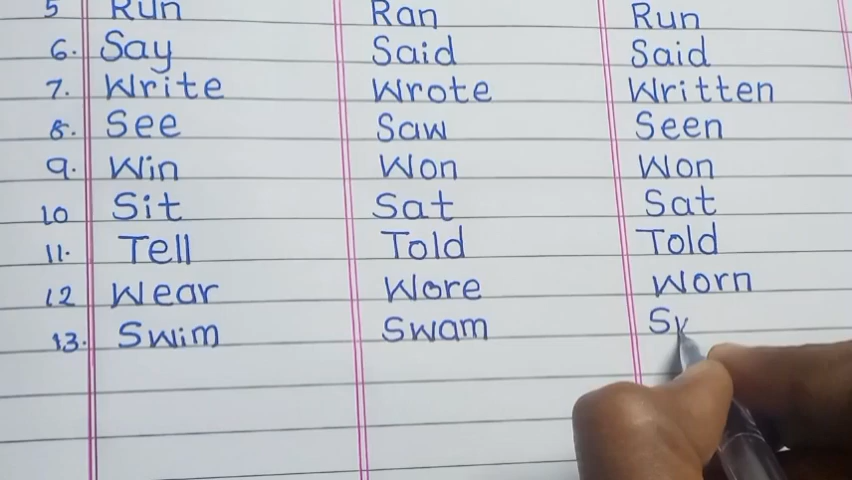 5 Run Ran Run
6. Say Said Said
7. Write Wrote Written
8. See Saw Seen
9. Win Won Won
10 Sit Sat Sat
11. Tell Told Told
12 Wear Wore Worn
13. Swim Swam